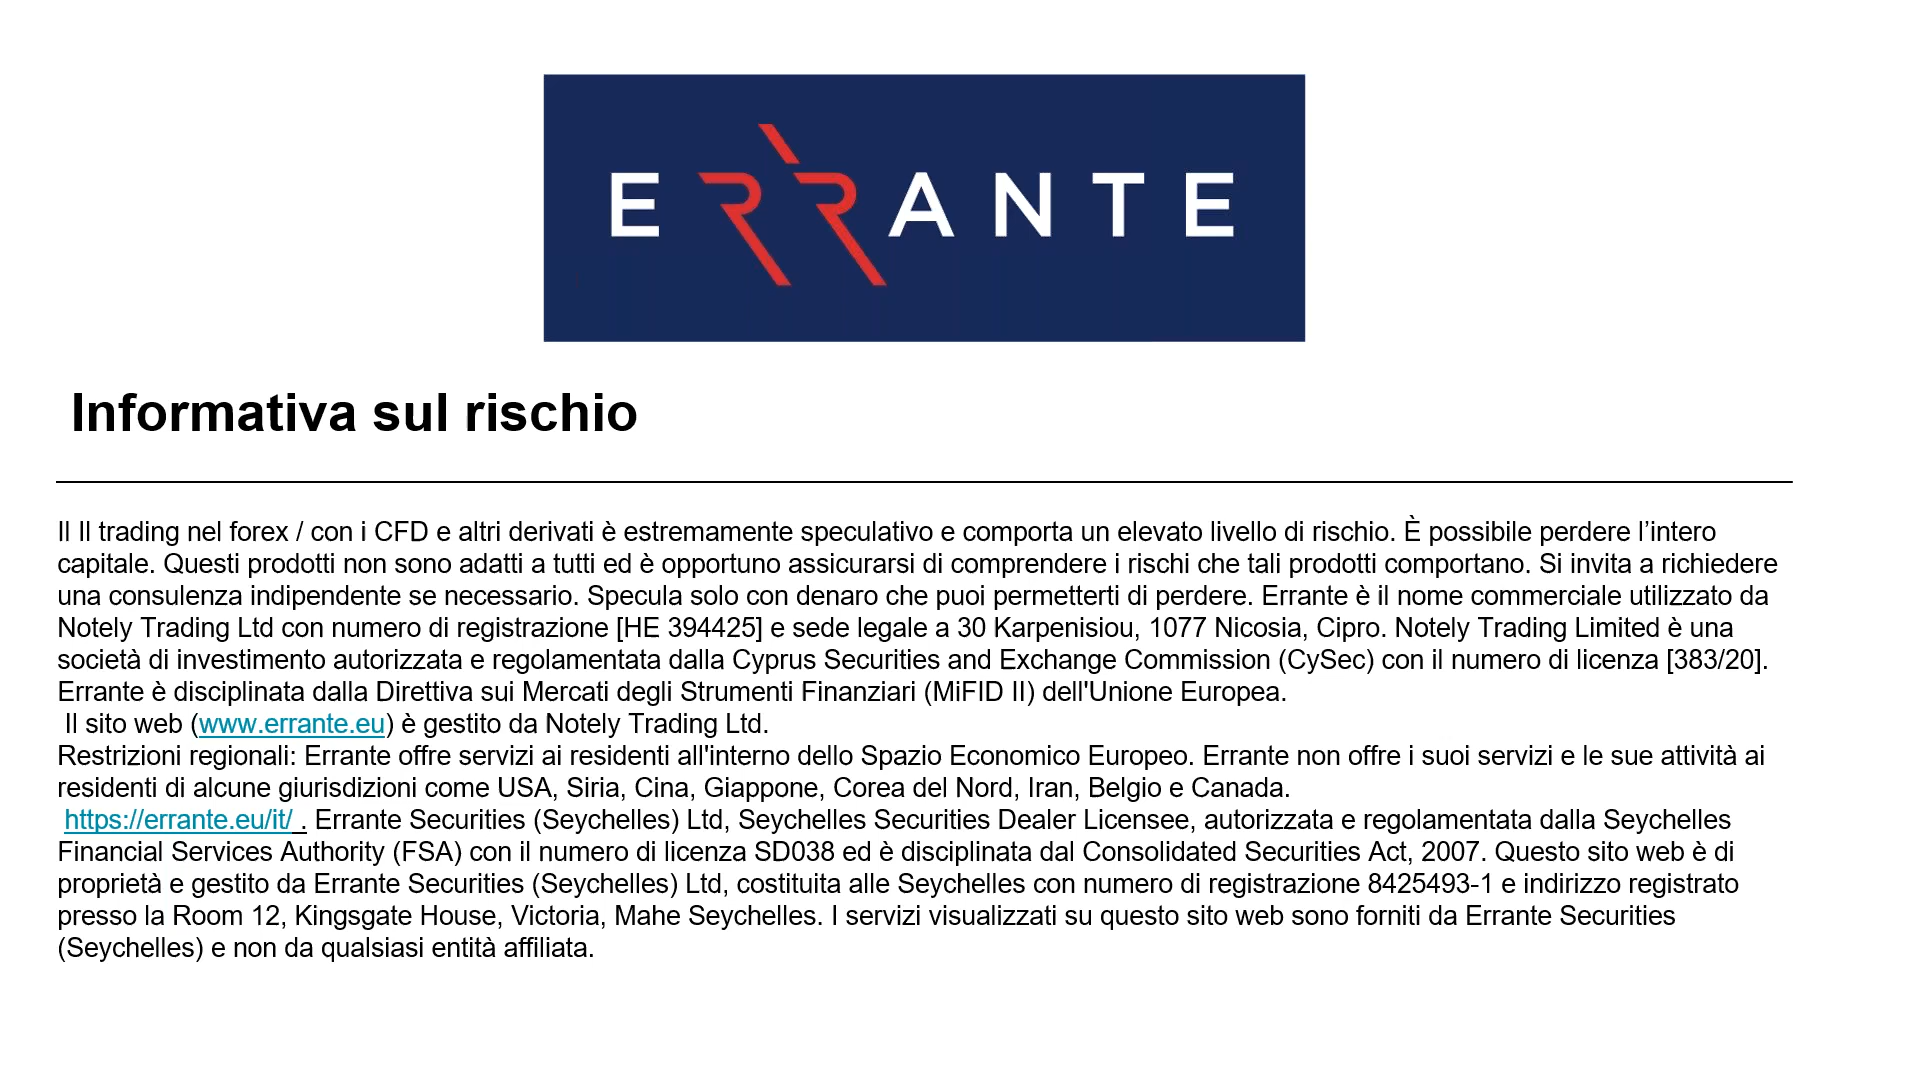 ERRANTE
Informativa sul rischio
Il Il trading nel forex / con i CFD e altri derivati è estremamente speculativo e comporta un elevato livello di rischio. È possibile perdere l’intero
capitale. Questi prodotti non sono adatti a tutti ed è opportuno assicurarsi di comprendere i rischi che tali prodotti comportano. Si invita a richiedere
una consulenza indipendente se necessario. Specula solo con denaro che puoi permetterti di perdere. Errante è il nome commerciale utilizzato da
Notely Trading Ltd con numero di registrazione [HE 394425] e sede legale a 30 Karpenisiou, 1077 Nicosia, Cipro. Notely Trading Limited è una
società di investimento autorizzata e regolamentata dalla Cyprus Securities and Exchange Commission (CySec) con il numero di licenza [383/20].
Errante è disciplinata dalla Direttiva sui Mercati degli Strumenti Finanziari (MiFID II) dell'Unione Europea.
Il sito web (www.errante.eu) è gestito da Notely Trading Ltd.
Restrizioni regionali: Errante offre servizi ai residenti all'interno dello Spazio Economico Europeo. Errante non offre i suoi servizi e le sue attività ai
residenti di alcune giurisdizioni come USA, Siria, Cina, Giappone, Corea del Nord, Iran, Belgio e Canada.
https://errante.eu/it/ . Errante Securities (Seychelles) Ltd, Seychelles Securities Dealer Licensee, autorizzata e regolamentata dalla Seychelles
Financial Services Authority (FSA) con il numero di licenza SD038 ed è disciplinata dal Consolidated Securities Act, 2007. Questo sito web è di
proprietà e gestito da Errante Securities (Seychelles) Ltd, costituita alle Seychelles con numero di registrazione 8425493-1 e indirizzo registrato
presso la Room 12, Kingsgate House, Victoria, Mahe Seychelles. I servizi visualizzati su questo sito web sono forniti da Errante Securities
(Seychelles) e non da qualsiasi entità affiliata.